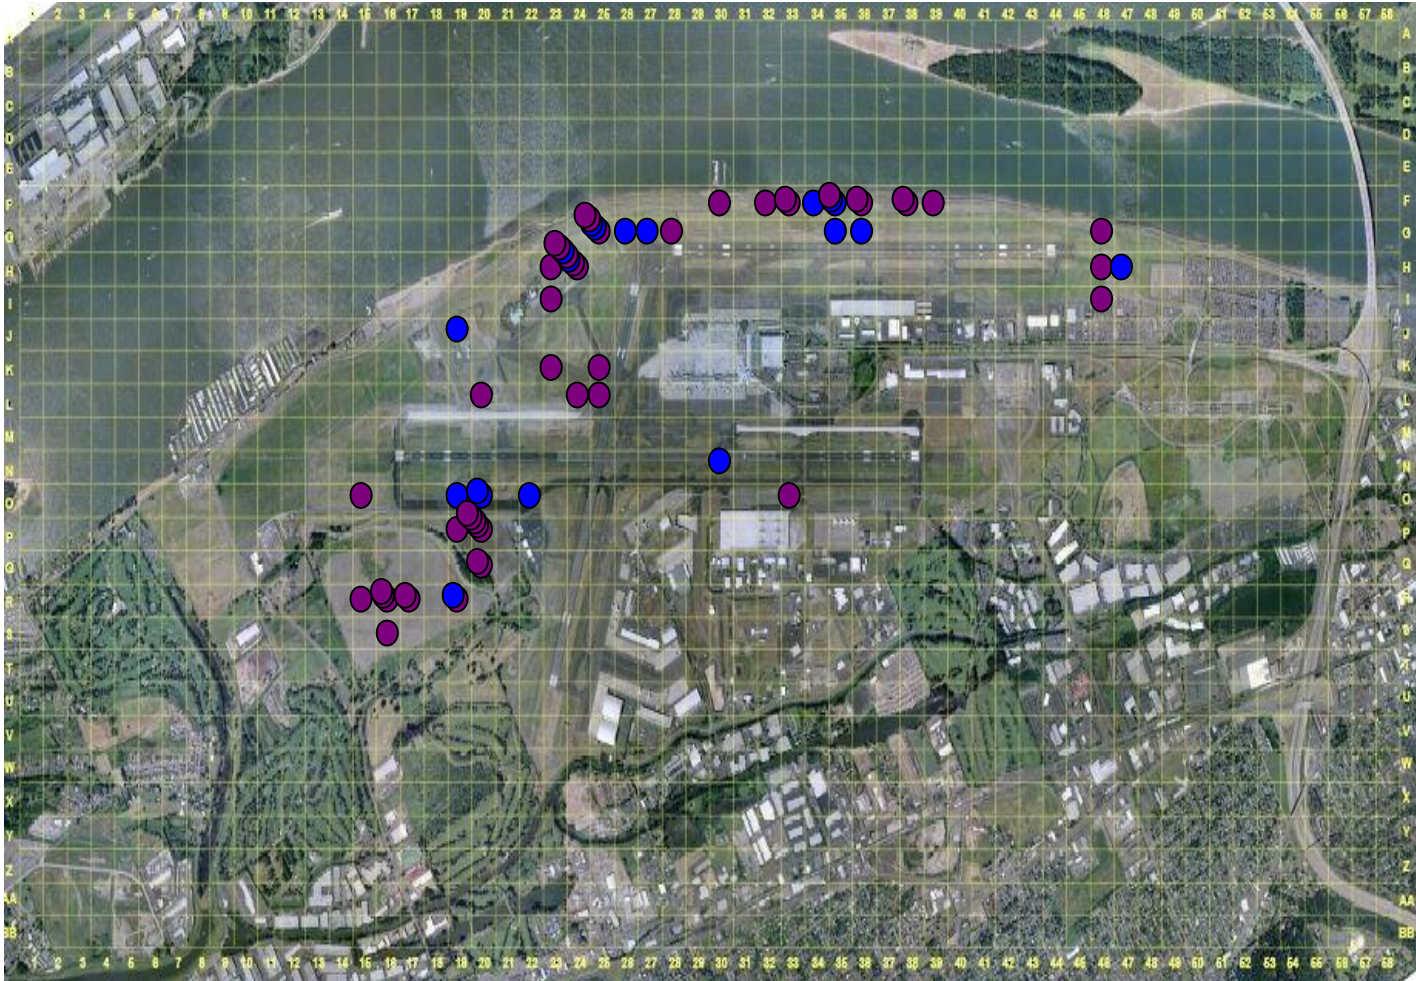 1 2 3 4 5 6 7 8 9 10 11 12 13 14 15 16 17 18 19 20 21 22 23 24 25 26 27 28 29 30 31 32 33 34 35 36 37 38 39 40 41 42 43 44 45 46 47 48 49 50 51 52 53 54 55 56 57 58
A A
B B
C C
D D
E E
F F
G G
H H
I I
J J
K K
L L
M M
N N
O O
P P
Q Q
R R
S S
T T
U U
V V
W W
X X
Y Y
Z Z
AA AA
BB BB
1 2 3 4 5 6 7 8 9 10 11 12 13 14 15 16 17 18 19 20 21 22 23 24 25 26 27 28 29 30 31 32 33 34 35 36 37 38 39 40 41 42 43 44 45 46 47 48 49 50 51 52 53 54 55 56 57 58